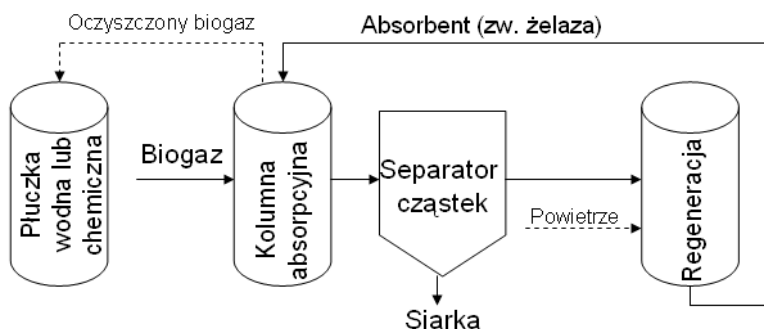 Oczyszczony biogaz
Absorbent (zw. żelaza)
Płuczka
wodna lub
chemiczna
Biogaz
Kolumna
absorpcyjna
Separator
cząstek
Powietrze
Regeneracja
Siarka